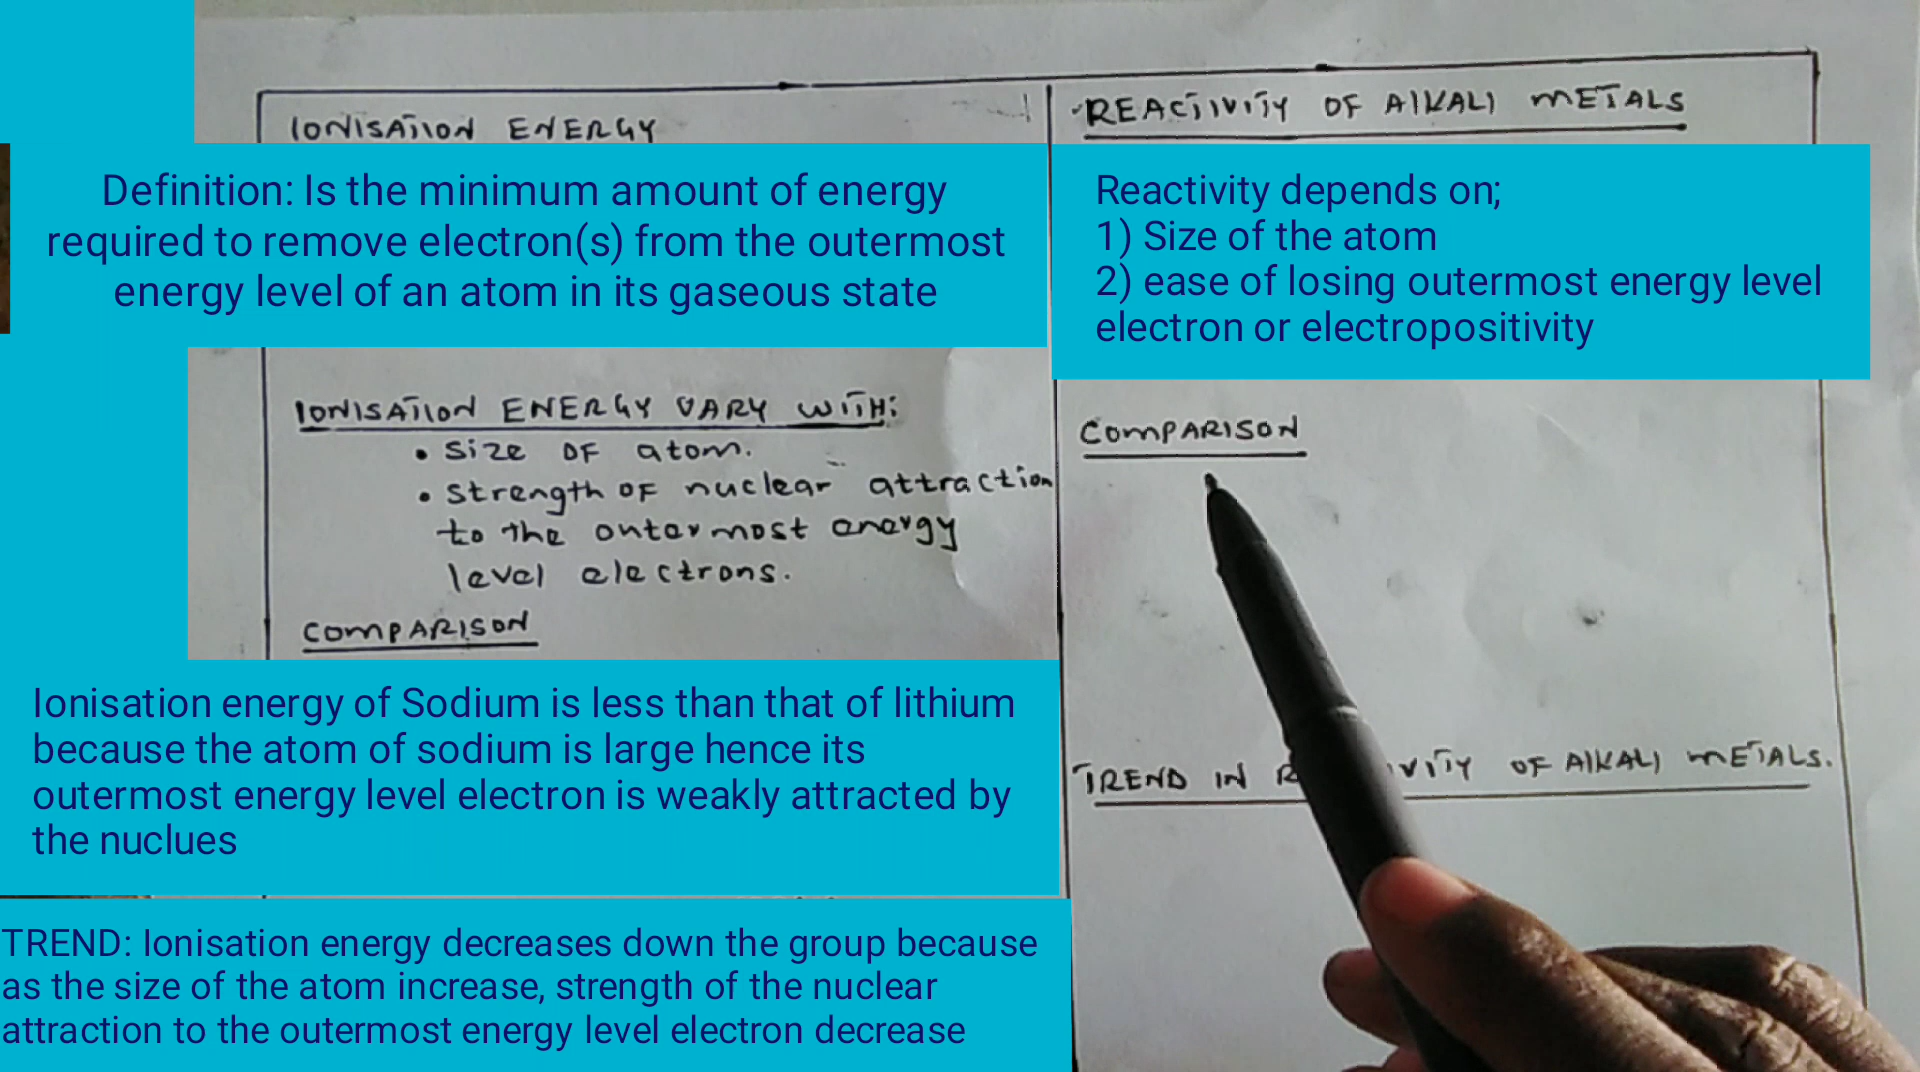 IONISATION ENERGY
Definition: Is the minimum amount of energy
required to remove electron(s) from the outermost
energy level of an atom in its gaseous state
IONISATION ENERGY VARY WITH:
• Size OF atom.
• strength OF nuclear attraction
to the outermost energy
level electrons.
COMPARISON
Ionisation energy of Sodium is less than that of lithium
because the atom of sodium is large hence its
outermost energy level electron is weakly attracted by
the nuclues
TREND: Ionisation energy decreases down the group because
as the size of the atom increase, strength of the nuclear
attraction to the outermost energy level electron decrease
REACTIVITY OF AlKALI METALS
Reactivity depends on;
1) Size of the atom
2) ease of losing outermost energy level
electron or electropositivity
COMPARISON
TREND IN OF AlKALI METALS.